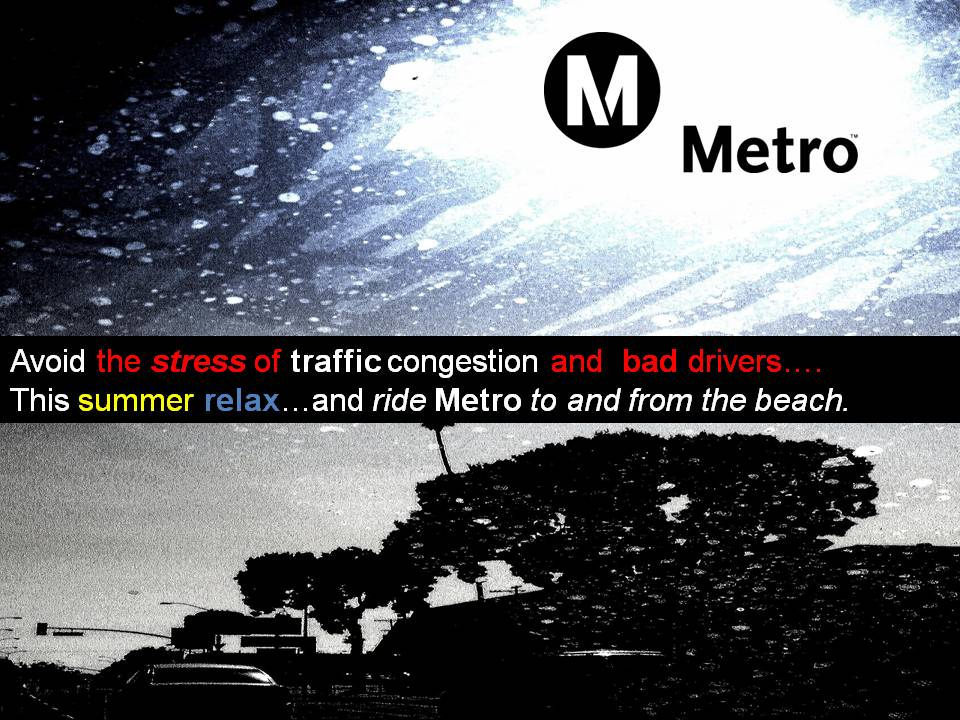 M
Metro™
Avoid the stress of traffic congestion and  bad drivers….
This summer relax…and ride Metro to and from the beach.